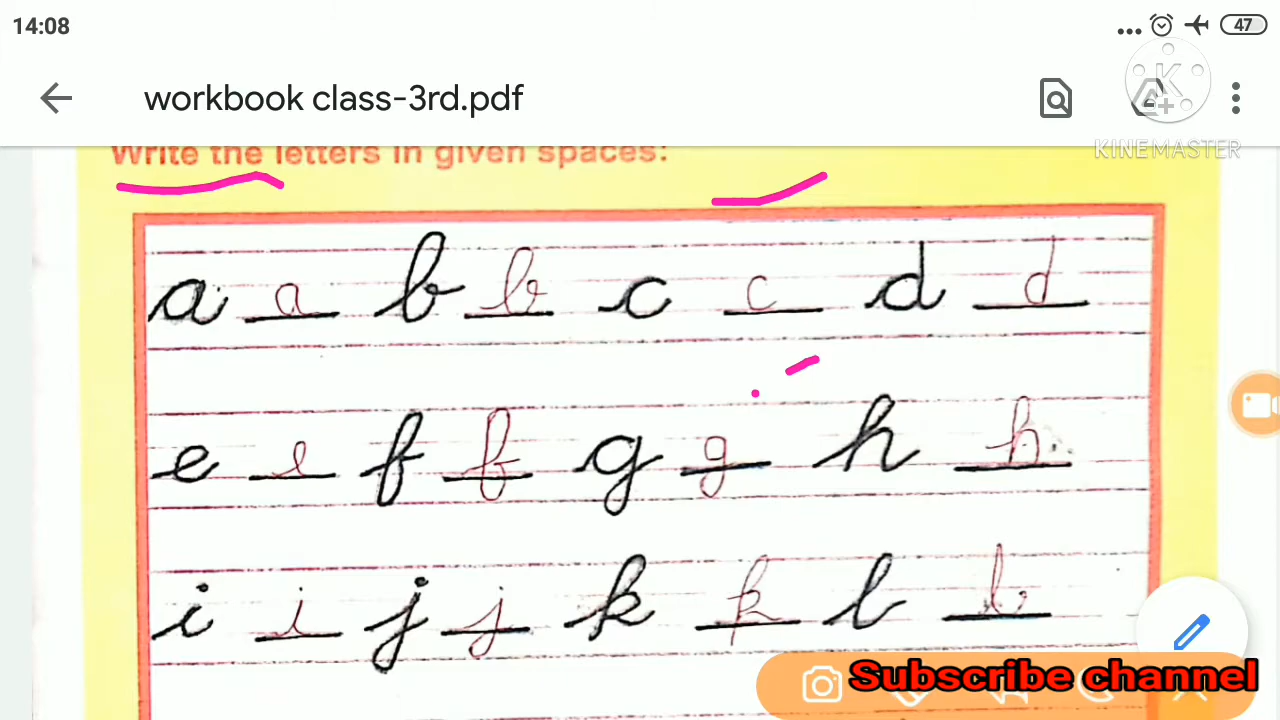 14:08
47
workbook class-3rd.pdf
KINEMASTER
Write the letters in given spaces:
a a b b c c d d
e e f f g g h h
i i j j k k l l
Subscribe channel